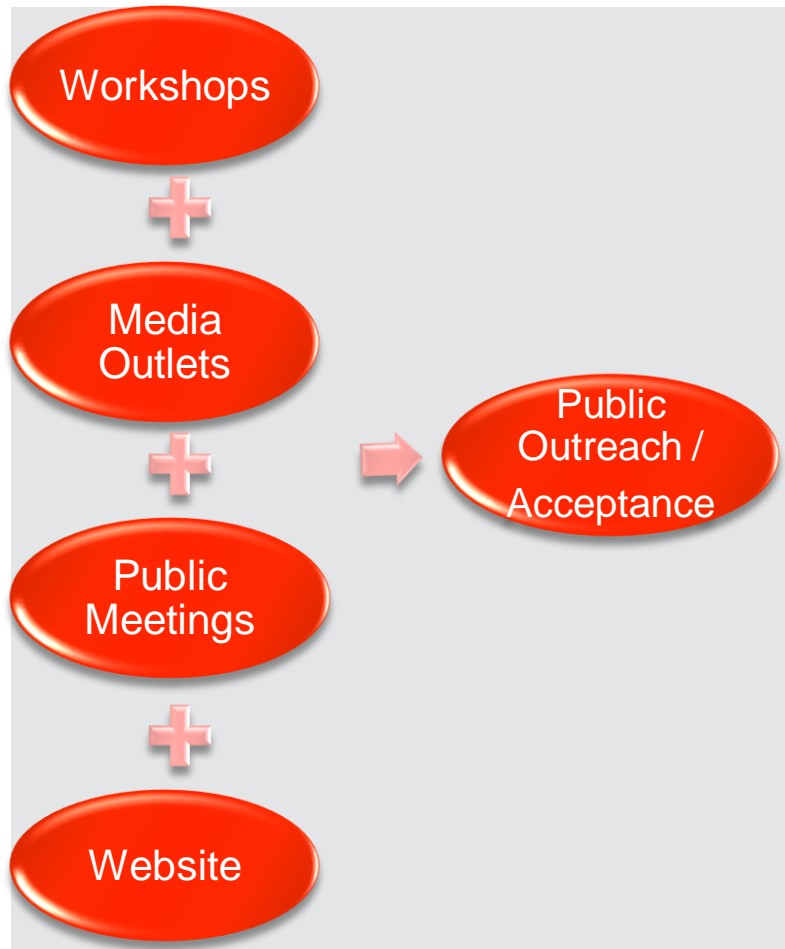 Workshops
Media
Outlets
Public
Meetings
Website
Public
Outreach /
Acceptance